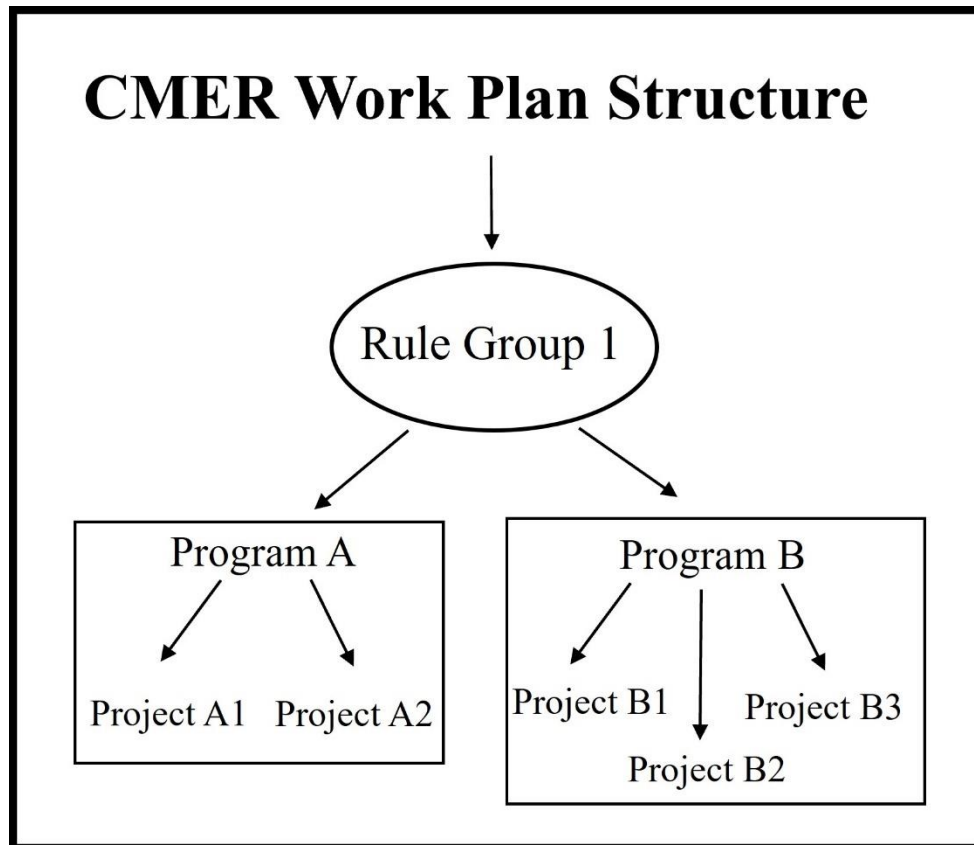 CMER Work Plan Structure
Rule Group 1
Program A
Project A1
Project A2
Program B
Project B1
Project B2
Project B3